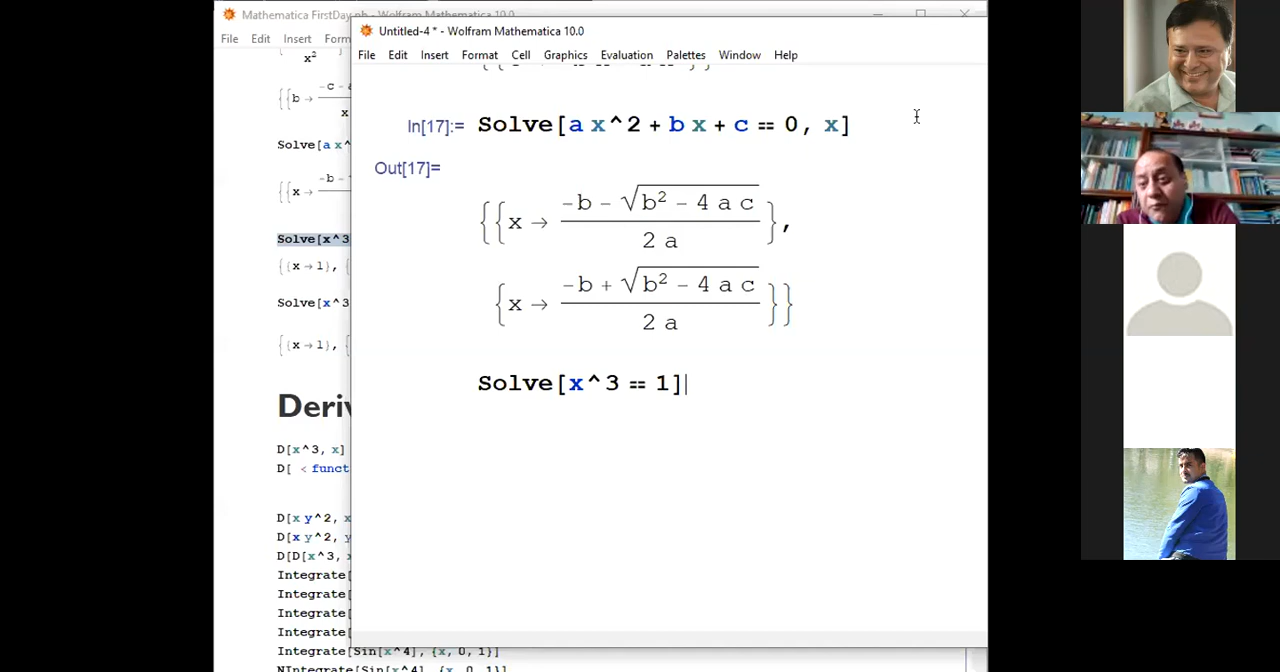 Mathematica FirstDay.nb - Wolfram Mathematica 10.0
File Edit Insert Form
x²
{{b → -c - a
x
Solve[a x^
{{x → -b -
Solve[x^3
{{x → 1}, {
Solve[x^3
{{x → 1}, {
Deriv
D[x^3, x]
D[ < funct
D[x y^2, x
D[x y^2, y
D[D[x^3, x
Integrate[
Integrate[
Integrate[
Integrate[
Integrate[Sin[x^4], {x, 0, 1}]
NIntegrate[Sin[x^4], {x, 0, 1}]
Untitled-4 * - Wolfram Mathematica 10.0
File Edit Insert Format Cell Graphics Evaluation Palettes Window Help
In[17]:= Solve[a x^2 + b x + c == 0, x]
Out[17]=
{{x → (-b - √(b² - 4 a c))/(2 a)},
{x → (-b + √(b² - 4 a c))/(2 a)}}
Solve[x^3 == 1]